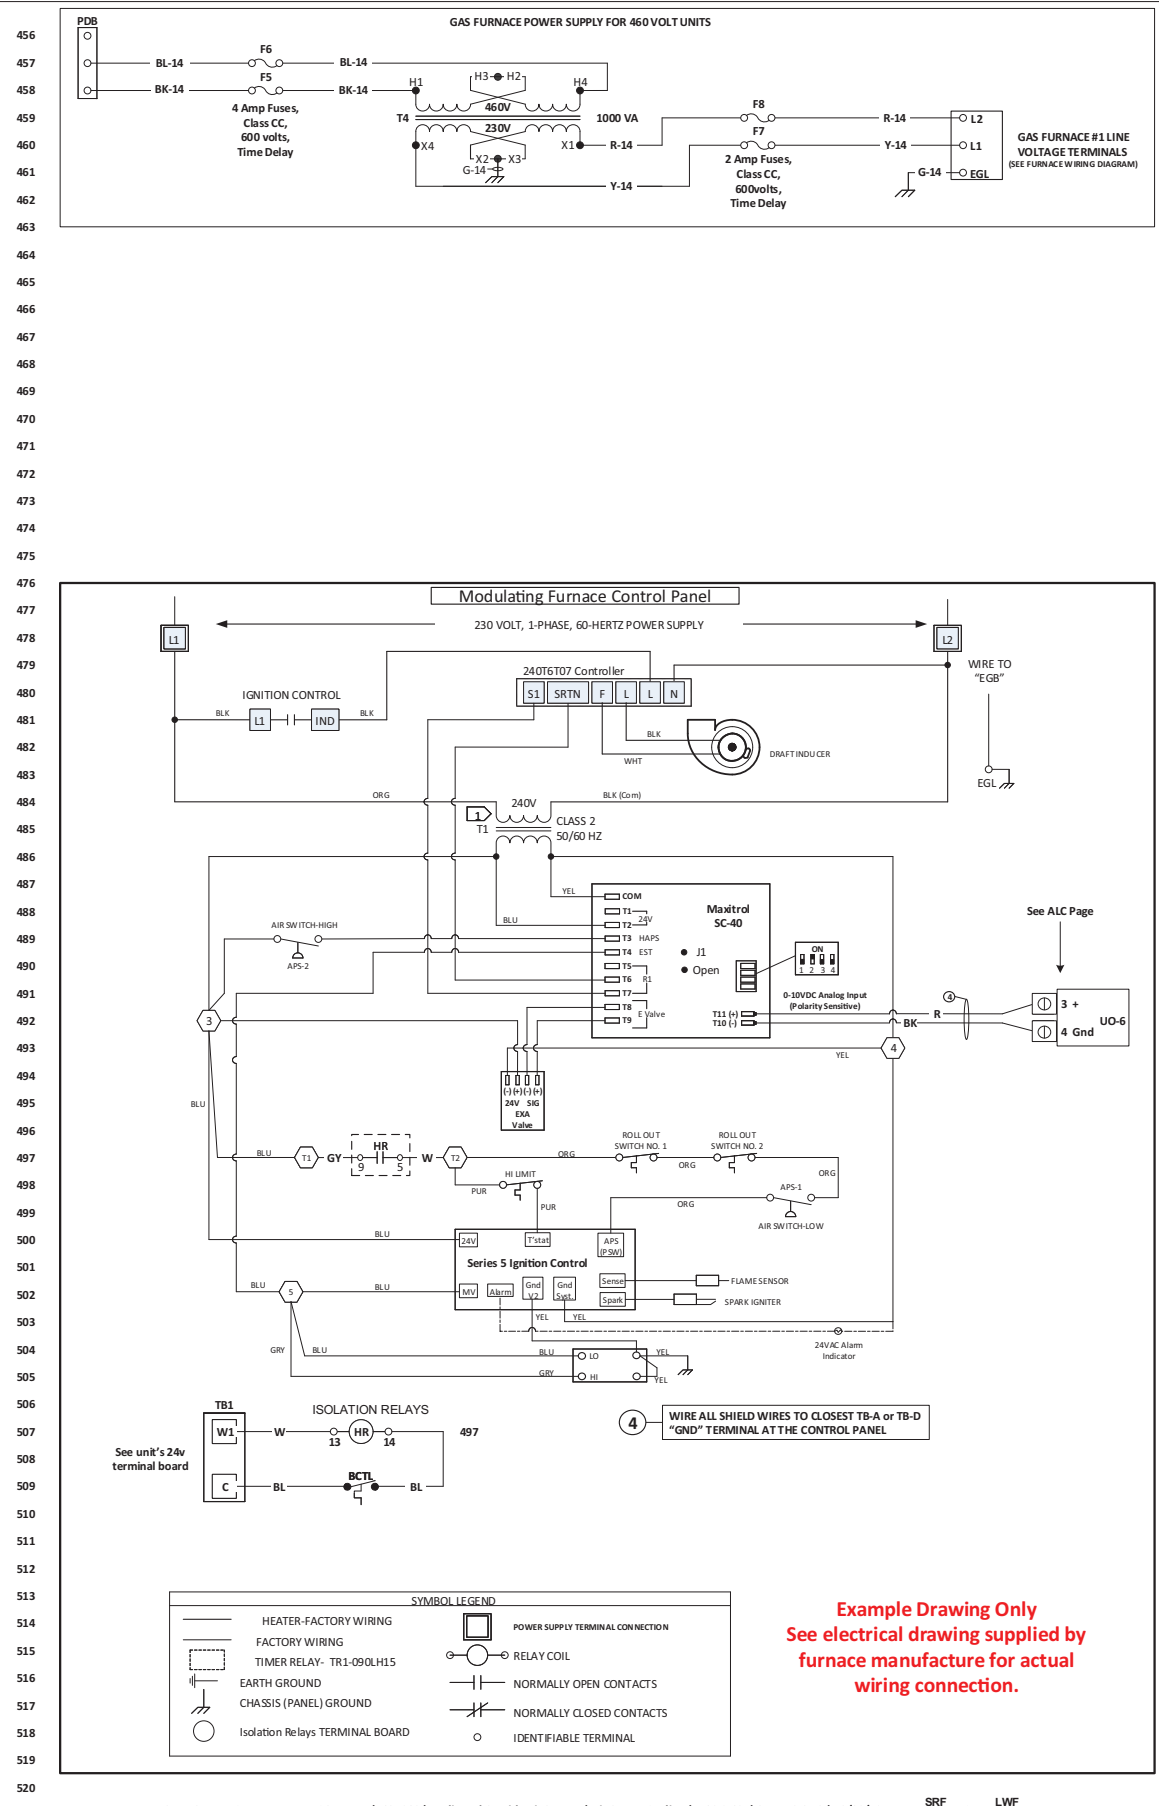 GAS FURNACE POWER SUPPLY FOR 460 VOLT UNITS
PDB
456
457
458
459
460
461
462
463
464
465
466
467
468
469
470
471
472
473
474
475
476
477
478
479
480
481
482
483
484
485
486
487
488
489
490
491
492
493
494
495
496
497
498
499
500
501
502
503
504
505
506
507
508
509
510
511
512
513
514
515
516
517
518
519
520
BL-14
F6
BL-14
BK-14
F5
BK-14
4 Amp Fuses,
Class CC,
600 volts,
Time Delay
H1
H3
H2
H4
460V
T4
1000 VA
230V
X4
X2
X3
X1
G-14
R-14
Y-14
F8
F7
2 Amp Fuses,
Class CC,
600volts,
Time Delay
R-14
Y-14
G-14
L2
L1
EGL
GAS FURNACE #1 LINE
VOLTAGE TERMINALS
(SEE FURNACE WIRING DIAGRAM)
Modulating Furnace Control Panel
L1
230 VOLT, 1-PHASE, 60-HERTZ POWER SUPPLY
L2
240T6T07 Controller
S1 SRTN F L L N
WIRE TO
"EGB"
EGL
IGNITION CONTROL
BLK
L1
IND
BLK
BLK
WHT
DRAFT INDUCER
ORG
240V
BLK (Com)
1
T1
CLASS 2
50/60 HZ
YEL
BLU
COM
T1
24V
T2
T3 HAPS
T4 EST
T5
R1
T6
T7
T8
E Valve
T9
Maxitrol
SC-40
J1
Open
ON
1 2 3 4
0-10VDC Analog Input
(Polarity Sensitive)
T11 (+)
T10 (-)
AIR SWITCH-HIGH
APS-2
See ALC Page
4
R
BK
3 +
4 Gnd
UO-6
3
4
YEL
(-) (+) (-) (+)
24V SIG
EXA
Valve
BLU
BLU
T1
GY
HR
9
5
W
T2
ORG
ROLL OUT
SWITCH NO. 1
ORG
ROLL OUT
SWITCH NO. 2
ORG
PUR
HI LIMIT
PUR
ORG
APS-1
AIR SWITCH-LOW
BLU
24V
T'stat
APS
(PSW)
Series 5 Ignition Control
BLU
5
BLU
MV
Alarm
Gnd
V2
Gnd
Syst.
Sense
Spark
FLAME SENSOR
SPARK IGNITER
YEL
YEL
24VAC Alarm
Indicator
GRY
BLU
BLU
LO
YEL
GRY
HI
YEL
TB1
ISOLATION RELAYS
W1
W
13
HR
14
497
See unit's 24v
terminal board
C
BL
BCTL
BL
4
WIRE ALL SHIELD WIRES TO CLOSEST TB-A or TB-D
"GND" TERMINAL AT THE CONTROL PANEL
SYMBOL LEGEND
HEATER-FACTORY WIRING
FACTORY WIRING
TIMER RELAY- TR1-090LH15
EARTH GROUND
CHASSIS (PANEL) GROUND
Isolation Relays TERMINAL BOARD
POWER SUPPLY TERMINAL CONNECTION
RELAY COIL
NORMALLY OPEN CONTACTS
NORMALLY CLOSED CONTACTS
IDENTIFIABLE TERMINAL
Example Drawing Only
See electrical drawing supplied by
furnace manufacture for actual
wiring connection.
SRF LWF